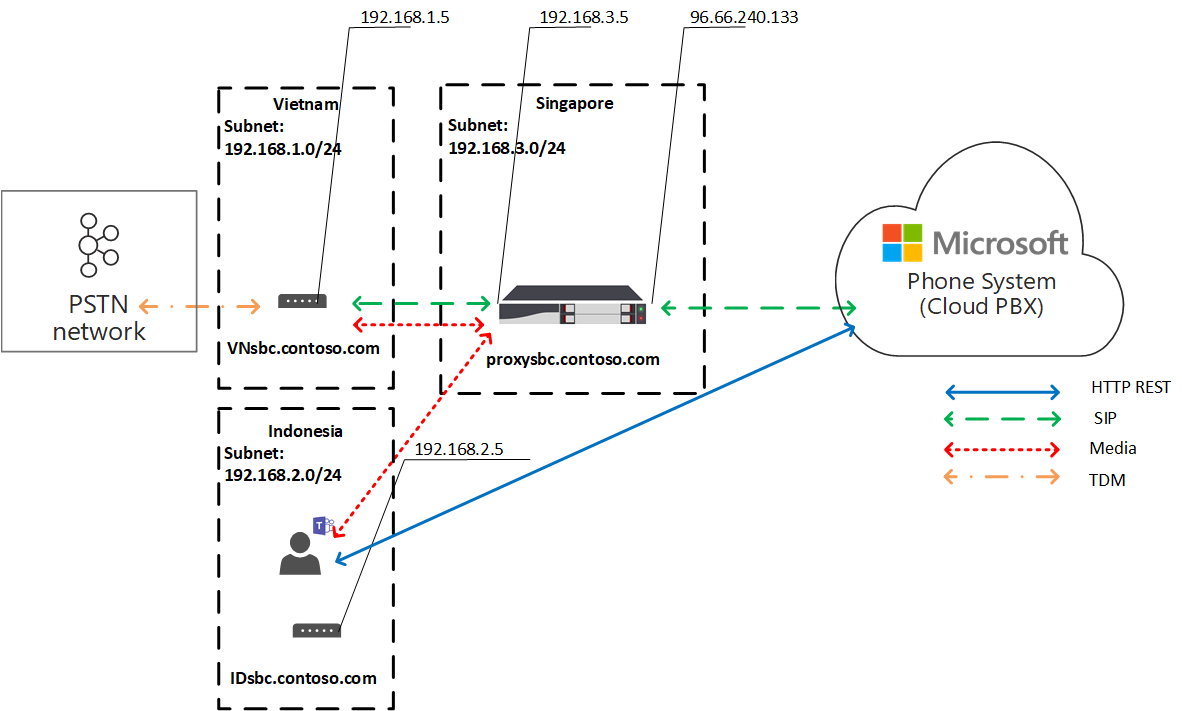 192.168.1.5
192.168.3.5
96.66.240.133
Vietnam
Subnet:
192.168.1.0/24
Singapore
Subnet:
192.168.3.0/24
PSTN
network
VNsbc.contoso.com
proxysbc.contoso.com
Microsoft
Phone System
(Cloud PBX)
Indonesia
Subnet:
192.168.2.0/24
192.168.2.5
T
IDsbc.contoso.com
HTTP REST
SIP
Media
TDM